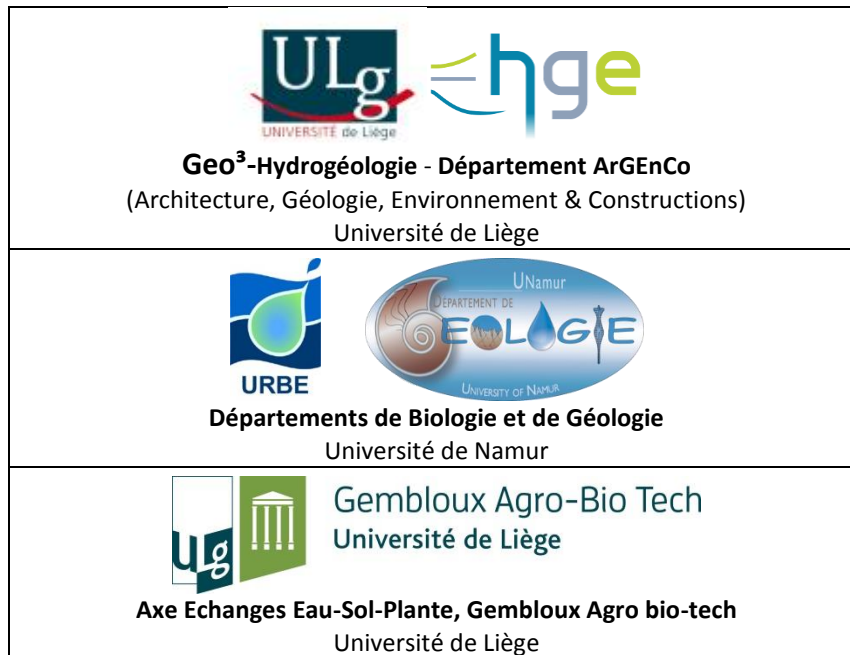 ULg hge
UNIVERSITÉ de Liège
Geo³-Hydrogéologie - Département ArGEnCo
(Architecture, Géologie, Environnement & Constructions)
Université de Liège
UNamur
DÉPARTEMENT DE
GEOLOGIE
URBE
UNIVERSITY OF NAMUR
Départements de Biologie et de Géologie
Université de Namur
Gembloux Agro-Bio Tech
Université de Liège
ULg
Axe Echanges Eau-Sol-Plante, Gembloux Agro bio-tech
Université de Liège